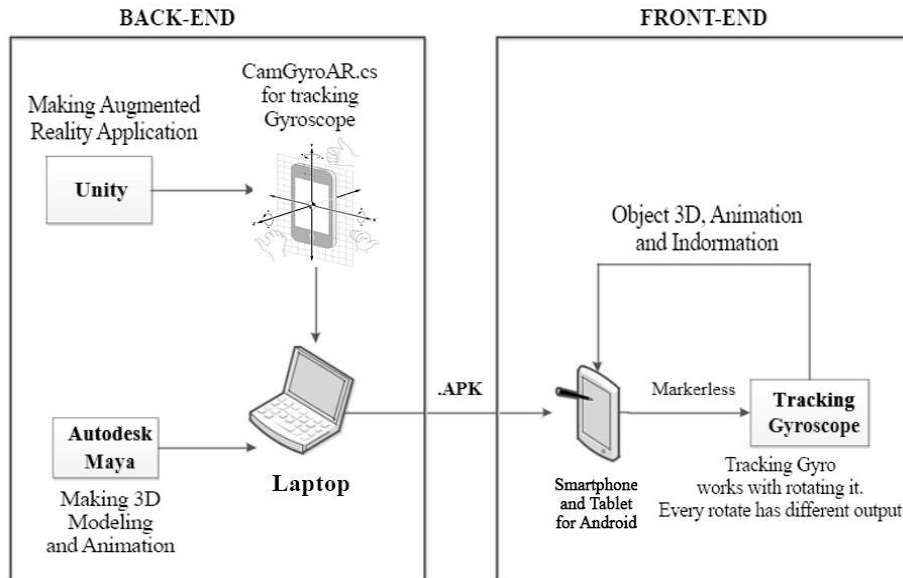 BACK-END
CamGyroAR.cs
for tracking
Gyroscope
Making Augmented
Reality Application
Unity
Autodesk
Maya
Making 3D
Modeling
and Animation
Laptop
.APK
FRONT-END
Object 3D, Animation
and Indormation
Markerless
Tracking
Gyroscope
Smartphone
and Tablet
for Android
Tracking Gyro
works with rotating it.
Every rotate has different output